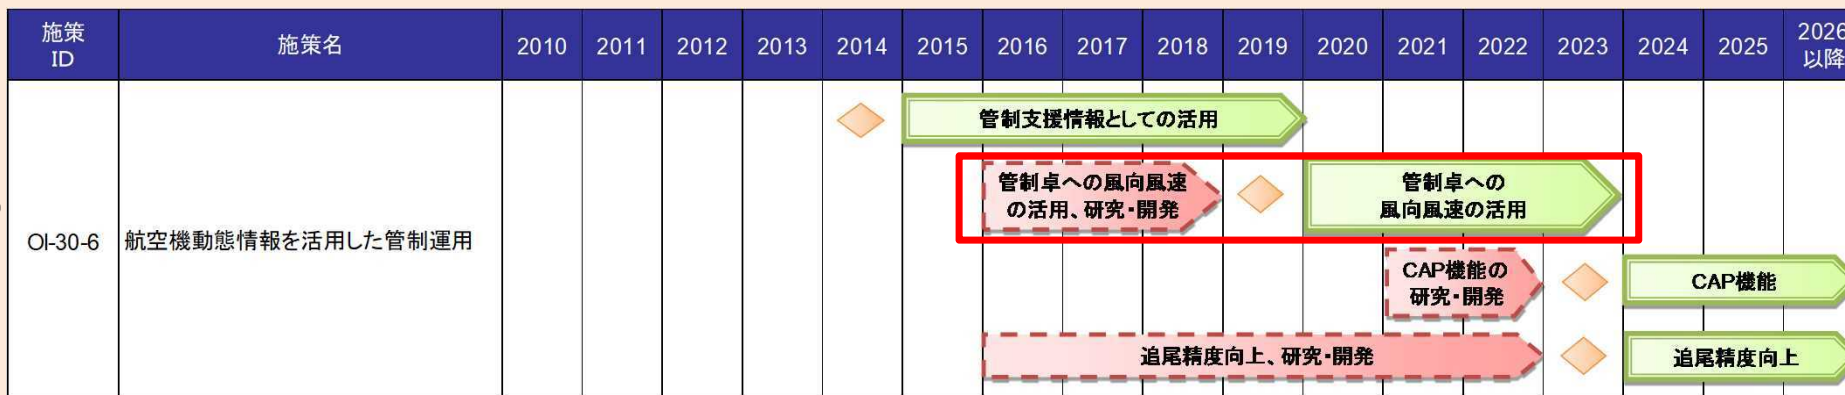 施策
ID
施策名
2010
2011
2012
2013
2014
2015
2016
2017
2018
2019
2020
2021
2022
2023
2024
2025
2026
以降
OI-30-6
航空機動態情報を活用した管制運用
管制支援情報としての活用
管制卓への風向風速
の活用、研究・開発
管制卓への
風向風速の活用
CAP機能の
研究・開発
CAP機能
追尾精度向上、研究・開発
追尾精度向上